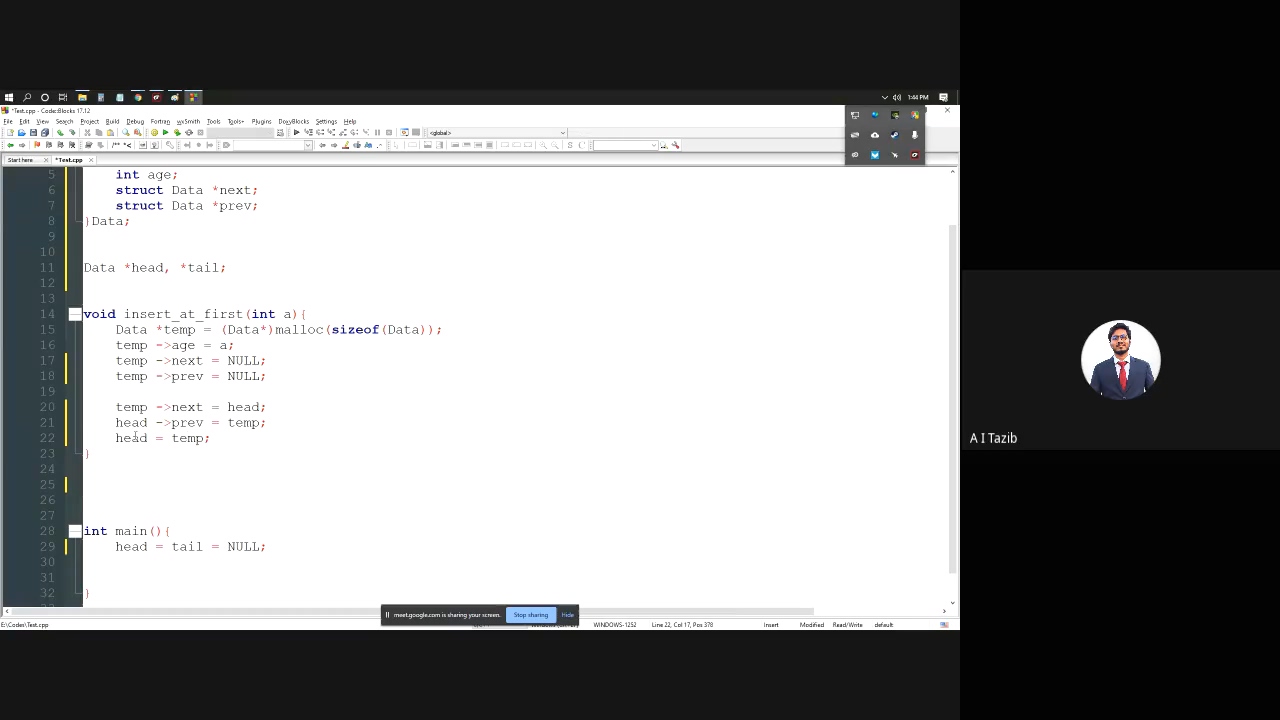 1:44 PM
*Test.cpp - Code::Blocks 17.12
File Edit View Search Project Build Debug Fortran wxSmith Tools Tools+ Plugins DoxyBlocks Settings Help
<global>
Start here
*Test.cpp
5 int age;
6 struct Data *next;
7 struct Data *prev;
8 }Data;
9
10
11 Data *head, *tail;
12
13
14 void insert_at_first(int a){
15 Data *temp = (Data*)malloc(sizeof(Data));
16 temp ->age = a;
17 temp ->next = NULL;
18 temp ->prev = NULL;
19
20 temp ->next = head;
21 head ->prev = temp;
22 head = temp;
23 }
24
25
26
27
28 int main(){
29 head = tail = NULL;
30
31
32 }
meet.google.com is sharing your screen. Stop sharing Hide
E:\Codes\Test.cpp WINDOWS-1252 Line 22, Col 17, Pos 378 Insert Modified Read/Write default
A I Tazib